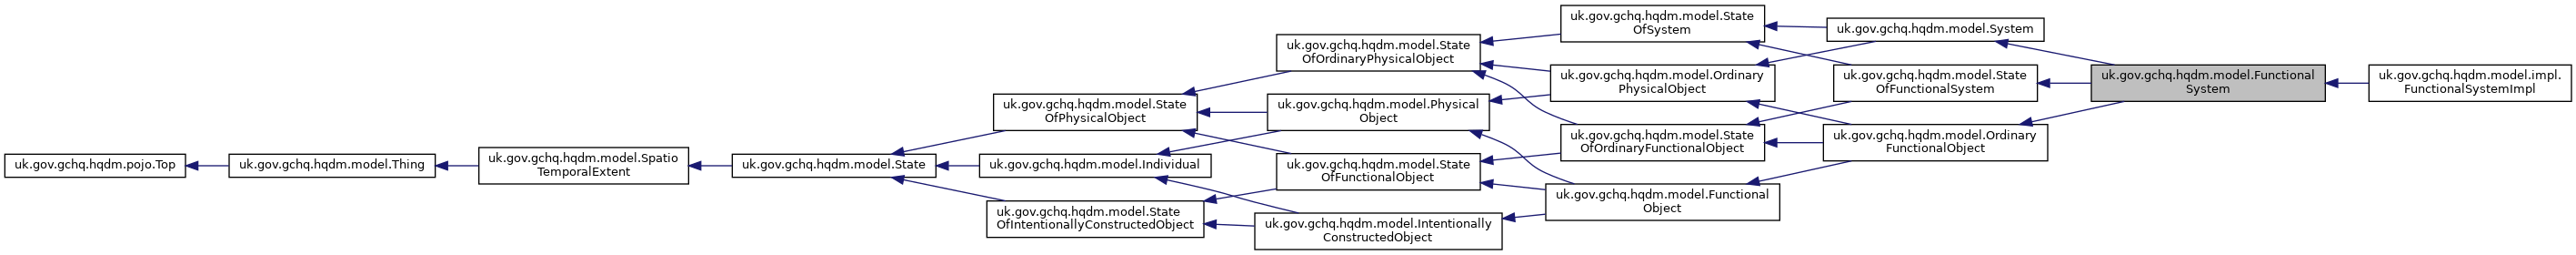 uk.gov.gchq.hqdm.pojo.Top
uk.gov.gchq.hqdm.model.Thing
uk.gov.gchq.hqdm.model.Spatio
TemporalExtent
uk.gov.gchq.hqdm.model.State
uk.gov.gchq.hqdm.model.State
OfPhysicalObject
uk.gov.gchq.hqdm.model.Individual
uk.gov.gchq.hqdm.model.State
OfIntentionallyConstructedObject
uk.gov.gchq.hqdm.model.State
OfOrdinaryPhysicalObject
uk.gov.gchq.hqdm.model.Physical
Object
uk.gov.gchq.hqdm.model.State
OfFunctionalObject
uk.gov.gchq.hqdm.model.Intentionally
ConstructedObject
uk.gov.gchq.hqdm.model.State
OfSystem
uk.gov.gchq.hqdm.model.Ordinary
PhysicalObject
uk.gov.gchq.hqdm.model.State
OfOrdinaryFunctionalObject
uk.gov.gchq.hqdm.model.Functional
Object
uk.gov.gchq.hqdm.model.System
uk.gov.gchq.hqdm.model.State
OfFunctionalSystem
uk.gov.gchq.hqdm.model.Ordinary
FunctionalObject
uk.gov.gchq.hqdm.model.Functional
System
uk.gov.gchq.hqdm.model.impl.
FunctionalSystemImpl